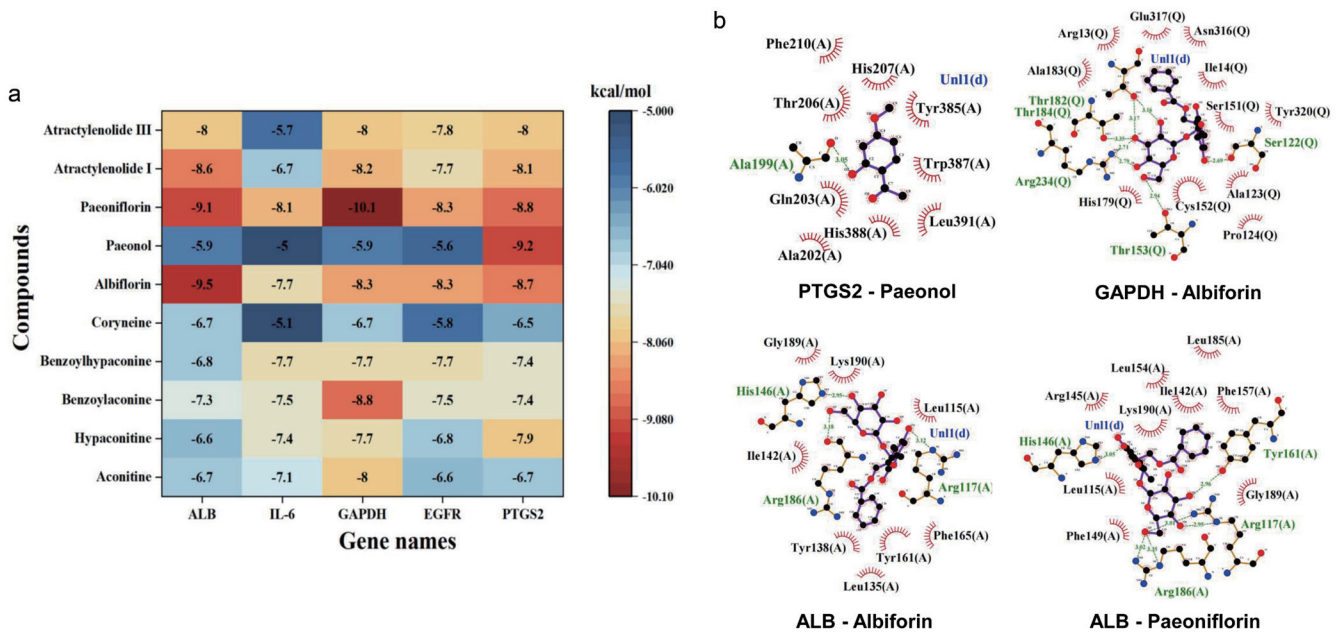 a
kcal/mol
Compounds
Atractylenolide III -8 -5.7 -8 -7.8 -8
Atractylenolide I -8.6 -6.7 -8.2 -7.7 -8.1
Paeoniflorin -9.1 -8.1 -10.1 -8.3 -8.8
Paeonol -5.9 -5 -5.9 -5.6 -9.2
Albiflorin -9.5 -7.7 -8.3 -8.3 -8.7
Coryneine -6.7 -5.1 -6.7 -5.8 -6.5
Benzoylhypaconine -6.8 -7.7 -7.7 -7.7 -7.4
Benzoylaconine -7.3 -7.5 -8.8 -7.5 -7.4
Hypaconitine -6.6 -7.4 -7.7 -6.8 -7.9
Aconitine -6.7 -7.1 -8 -6.6 -6.7
ALB IL-6 GAPDH EGFR PTGS2
Gene names
-5.000
-6.020
-7.040
-8.060
-9.080
-10.10
b
Phe210(A)
His207(A)
Unl1(d)
Thr206(A)
Tyr385(A)
Ala199(A)
3.05
Trp387(A)
Gln203(A)
Leu391(A)
His388(A)
Ala202(A)
PTGS2 - Paeonol
Glu317(Q)
Arg13(Q)
Asn316(Q)
Unl1(d)
Ala183(Q)
Ile14(Q)
Thr182(Q)
Thr184(Q)
Ser151(Q)
Tyr320(Q)
Ser122(Q)
Arg234(Q)
Ala123(Q)
His179(Q)
Cys152(Q)
Pro124(Q)
Thr153(Q)
GAPDH - Albiforin
Gly189(A)
Lys190(A)
His146(A)
Leu115(A)
Unl1(d)
Ile142(A)
Arg186(A)
Arg117(A)
Phe165(A)
Tyr138(A)
Tyr161(A)
Leu135(A)
ALB - Albiforin
Leu185(A)
Leu154(A)
Ile142(A)
Phe157(A)
Arg145(A)
Lys190(A)
Unl1(d)
His146(A)
Tyr161(A)
Leu115(A)
Gly189(A)
Arg117(A)
Phe149(A)
Arg186(A)
ALB - Paeoniflorin